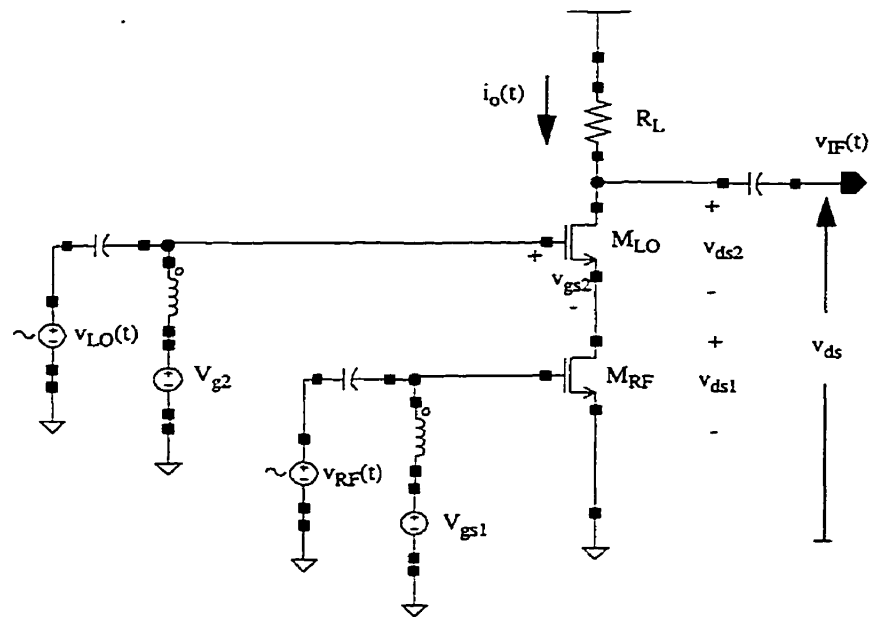 i_o(t)
R_L
v_IF(t)
+
M_LO
v_ds2
+
v_gs2
-
-
~
+
-
v_LO(t)
+
-
V_g2
M_RF
+
v_ds1
-
v_ds
~
+
-
v_RF(t)
+
-
V_gs1